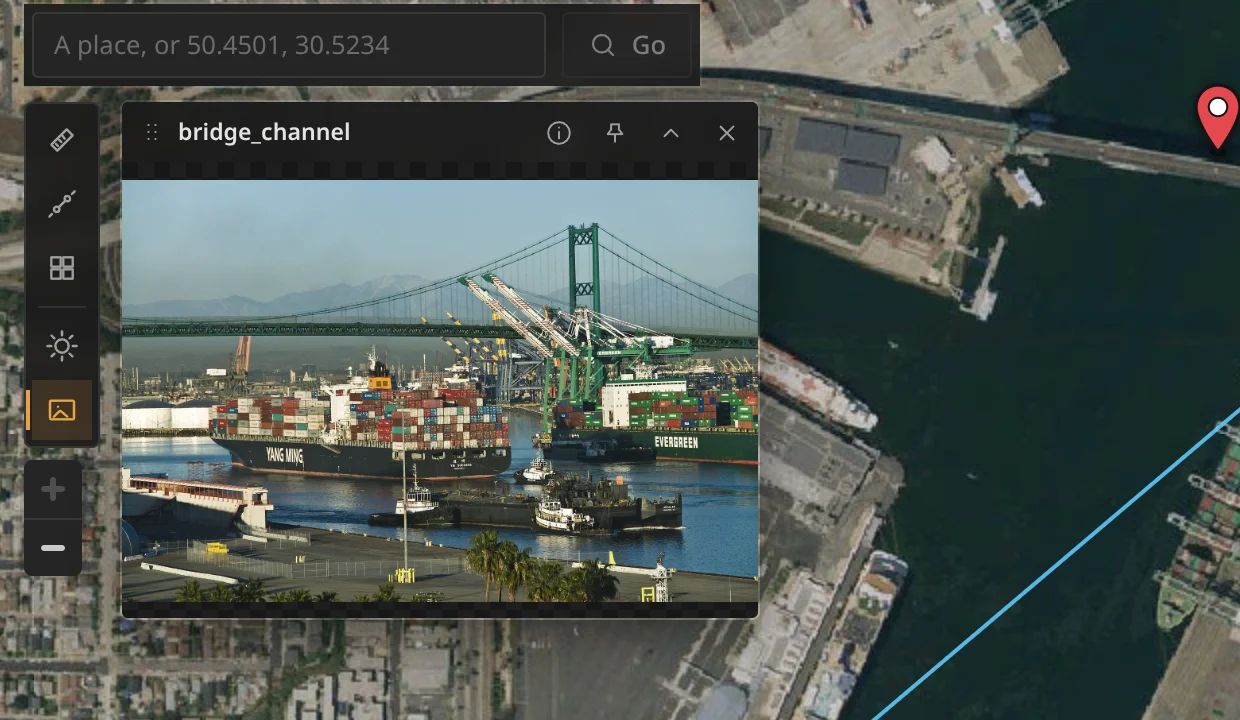 A place, or 50.4501, 30.5234
Go
bridge_channel
YANG MING
EVERGREEN